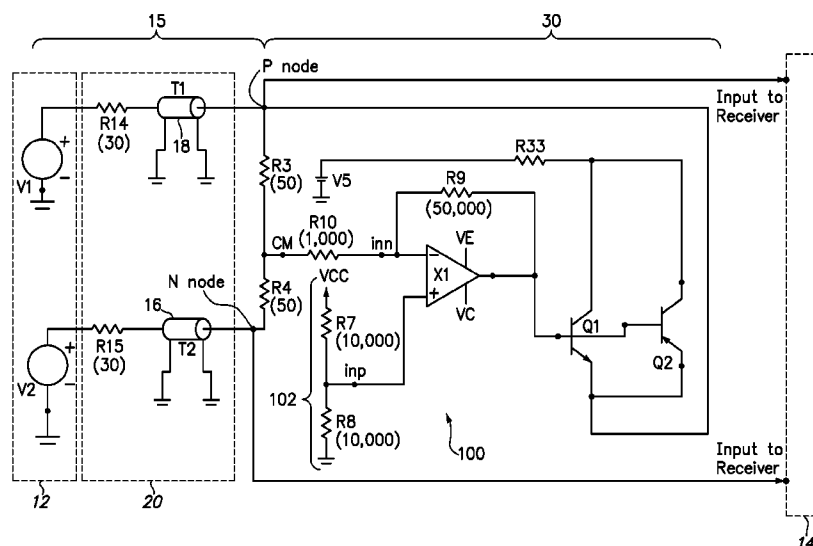 15
30
P node
T1
R14
(30)
18
Input to
Receiver
V1
+
-
R3
(50)
V5
R33
R9
(50,000)
R10
(1,000)
CM
inn
VE
X1
-
+
VC
N node
16
R4
(50)
VCC
R7
(10,000)
Q1
Q2
V2
+
-
R15
(30)
T2
inp
102
R8
(10,000)
100
Input to
Receiver
12
20
14